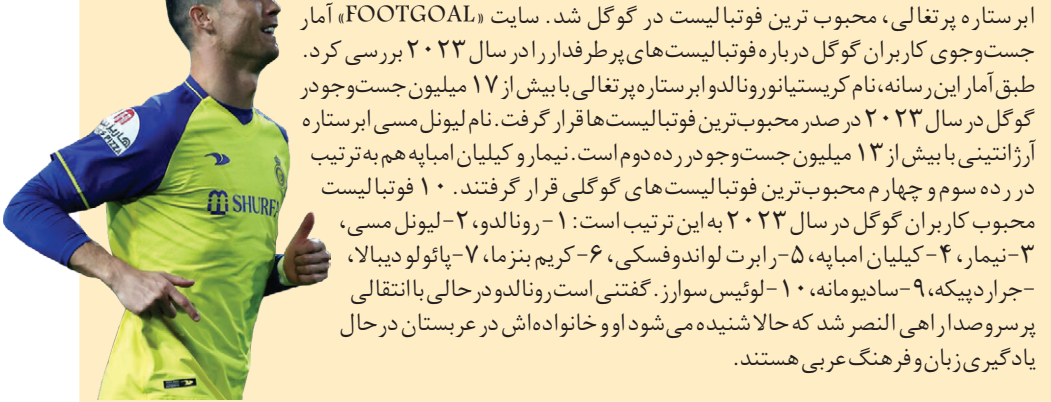 ابرستاره پرتغالی، محبوب ترین فوتبالیست در گوگل شد. سایت «FOOTGOAL» آمار
جست‌وجوی کاربران گوگل درباره فوتبالیست‌های پرطرفدار را در سال ۲۰۲۳ بررسی کرد.
طبق آمار این رسانه، نام کریستیانو رونالدو ابرستاره پرتغالی با بیش از ۱۷ میلیون جست‌وجو در
گوگل در سال ۲۰۲۳ در صدر محبوب‌ترین فوتبالیست‌ها قرار گرفت. نام لیونل مسی ابرستاره
آرژانتینی با بیش از ۱۳ میلیون جست‌وجو در رده دوم است. نیمار و کیلیان امباپه هم به ترتیب
در رده سوم و چهارم محبوب‌ترین فوتبالیست‌های گوگلی قرار گرفتند. ۱۰ فوتبالیست
محبوب کاربران گوگل در سال ۲۰۲۳ به این ترتیب است: ۱- رونالدو، ۲- لیونل مسی،
۳-نیمار، ۴- کیلیان امباپه، ۵- رابرت لواندوفسکی، ۶- کریم بنزما، ۷- پائولو دیبالا،
-جرارد پیکه، ۹-سادیو مانه، ۱۰-لوئیس سوارز. گفتنی است رونالدو در حالی با انتقالی
پرسروصدا راهی النصر شد که حالا شنیده می‌شود او و خانواده‌اش در عربستان در حال
یادگیری زبان و فرهنگ عربی هستند.
SHURF